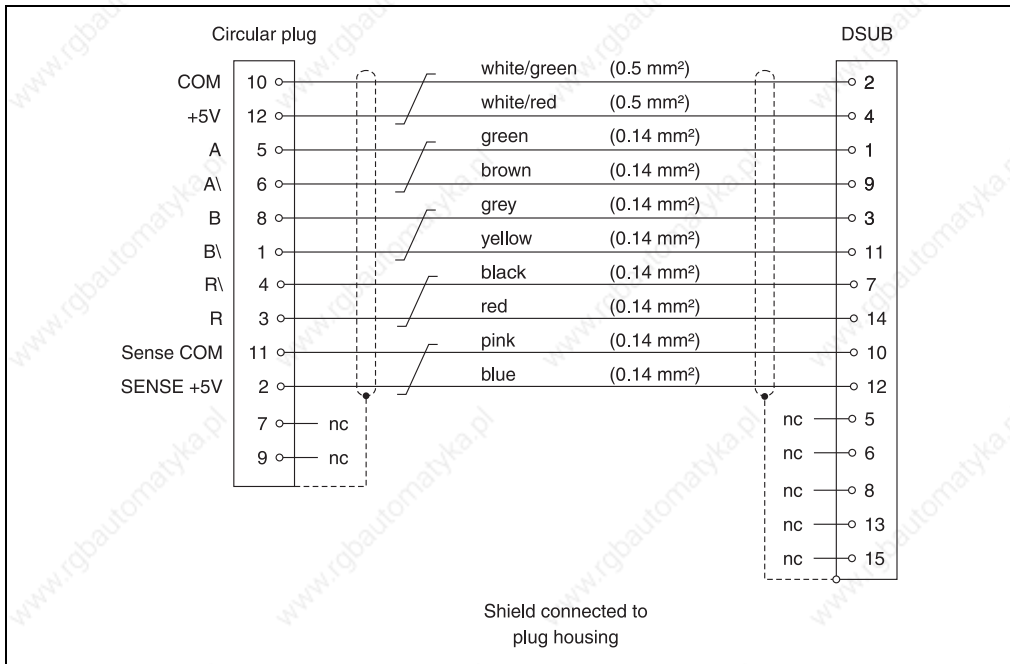 Circular plug DSUB
COM 10 white/green (0.5 mm²) 2
+5V 12 white/red (0.5 mm²) 4
A 5 green (0.14 mm²) 1
A\ 6 brown (0.14 mm²) 9
B 8 grey (0.14 mm²) 3
B\ 1 yellow (0.14 mm²) 11
R\ 4 black (0.14 mm²) 7
R 3 red (0.14 mm²) 14
Sense COM 11 pink (0.14 mm²) 10
SENSE +5V 2 blue (0.14 mm²) 12
7 nc nc 5
9 nc nc 6
nc 8
nc 13
nc 15
Shield connected to
plug housing
www.rgbautomatyka.pl